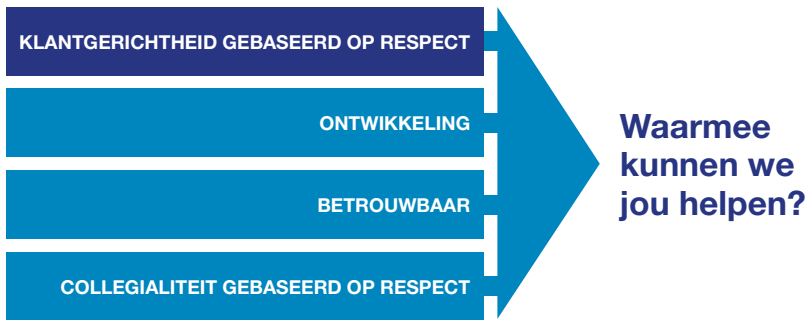 KLANTGERICHTHEID GEBASEERD OP RESPECT
ONTWIKKELING
BETROUWBAAR
COLLEGIALITEIT GEBASEERD OP RESPECT
Waarmee
kunnen we
jou helpen?